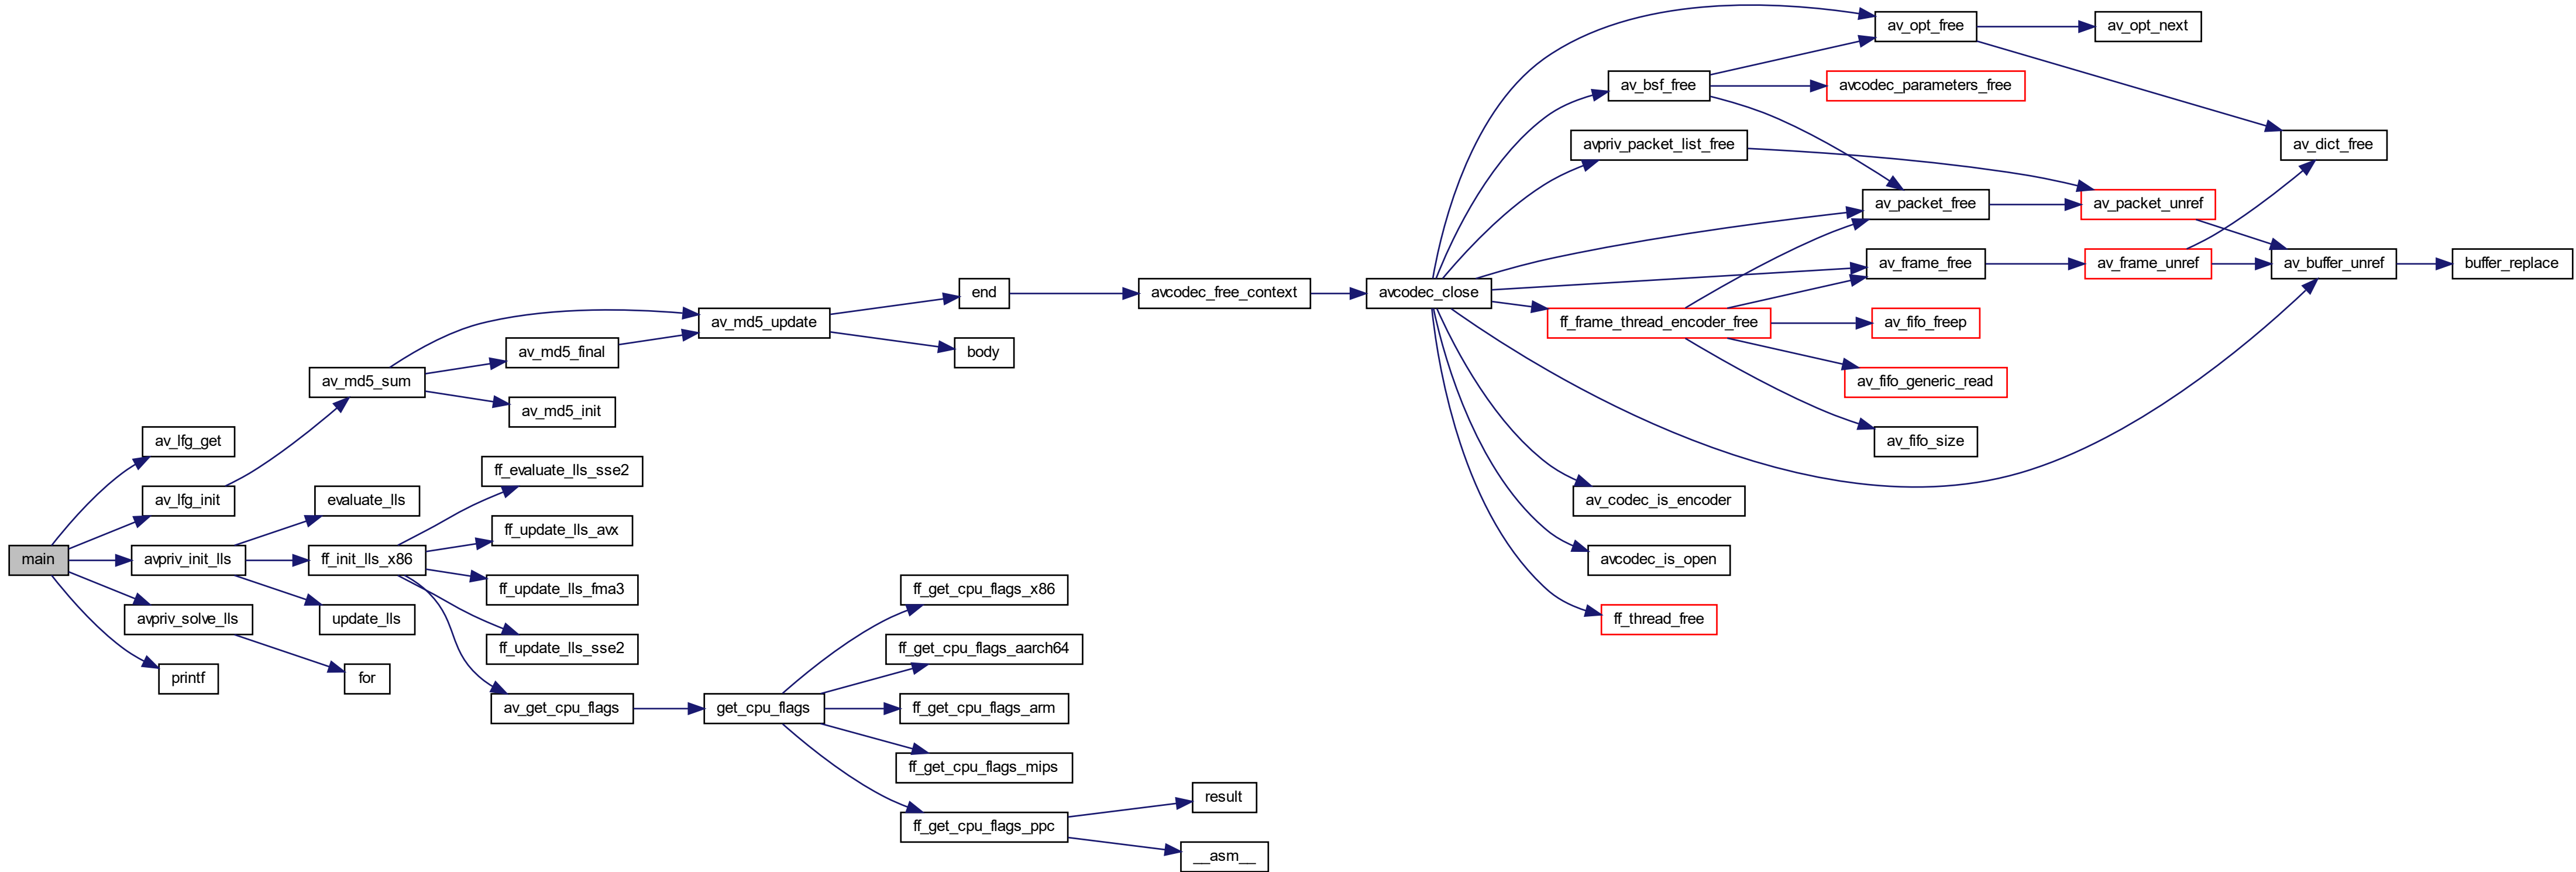 main
av_lfg_get
av_lfg_init
avpriv_init_lls
avpriv_solve_lls
printf
av_md5_sum
evaluate_lls
ff_init_lls_x86
update_lls
for
av_md5_final
av_md5_init
ff_evaluate_lls_sse2
ff_update_lls_avx
ff_update_lls_fma3
ff_update_lls_sse2
av_get_cpu_flags
av_md5_update
get_cpu_flags
end
body
ff_get_cpu_flags_x86
ff_get_cpu_flags_aarch64
ff_get_cpu_flags_arm
ff_get_cpu_flags_mips
ff_get_cpu_flags_ppc
avcodec_free_context
result
__asm__
avcodec_close
av_bsf_free
avpriv_packet_list_free
ff_frame_thread_encoder_free
av_codec_is_encoder
avcodec_is_open
ff_thread_free
av_opt_free
avcodec_parameters_free
av_packet_free
av_frame_free
av_fifo_freep
av_fifo_generic_read
av_fifo_size
av_opt_next
av_packet_unref
av_frame_unref
av_dict_free
av_buffer_unref
buffer_replace